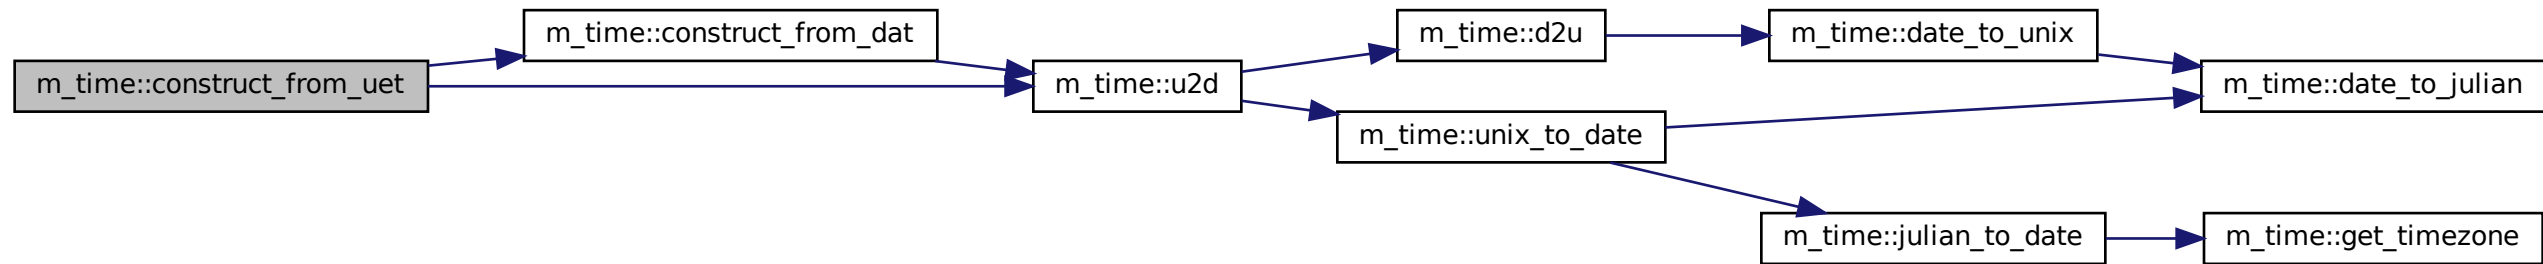 m_time::construct_from_uet
m_time::construct_from_dat
m_time::u2d
m_time::d2u
m_time::unix_to_date
m_time::date_to_unix
m_time::date_to_julian
m_time::julian_to_date
m_time::get_timezone